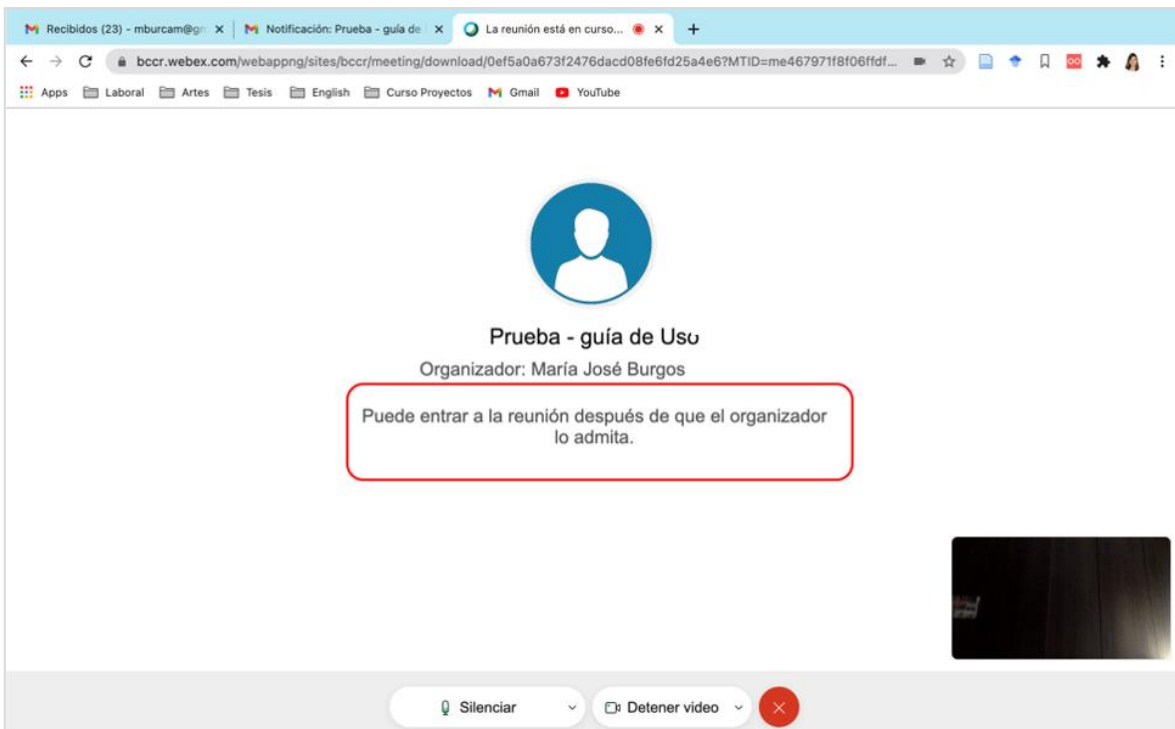 Recibidos (23) - mburcam@gm
Notificación: Prueba - guía de
La reunión está en curso...
bccr.webex.com/webappng/sites/bccr/meeting/download/0ef5a0a673f2476dacd08fe6fd25a4e6?MTID=me467971f8f06ffdf...
Apps Laboral Artes Tesis English Curso Proyectos Gmail YouTube
Prueba - guía de Uso
Organizador: María José Burgos
Puede entrar a la reunión después de que el organizador
lo admita.
Silenciar Detener video